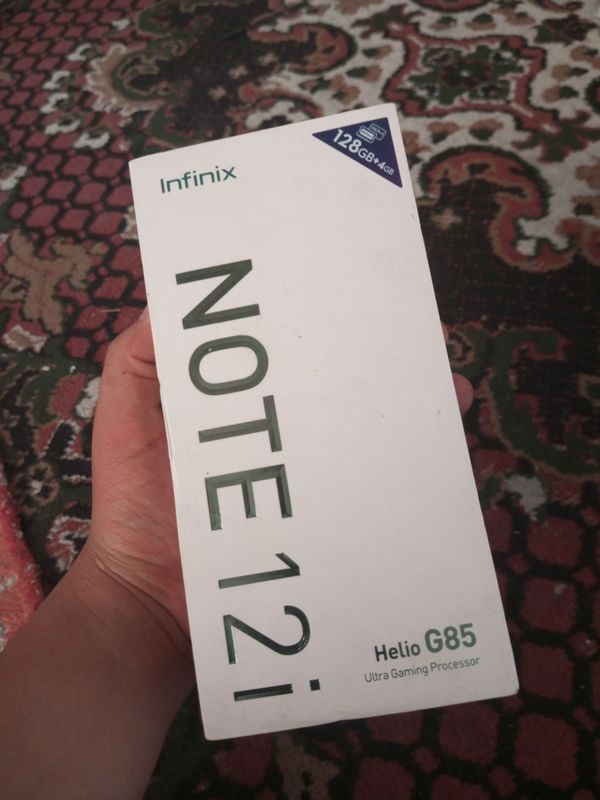 Infinix
128GB+4GB
NOTE 12i
Helio G85
Ultra Gaming Processor